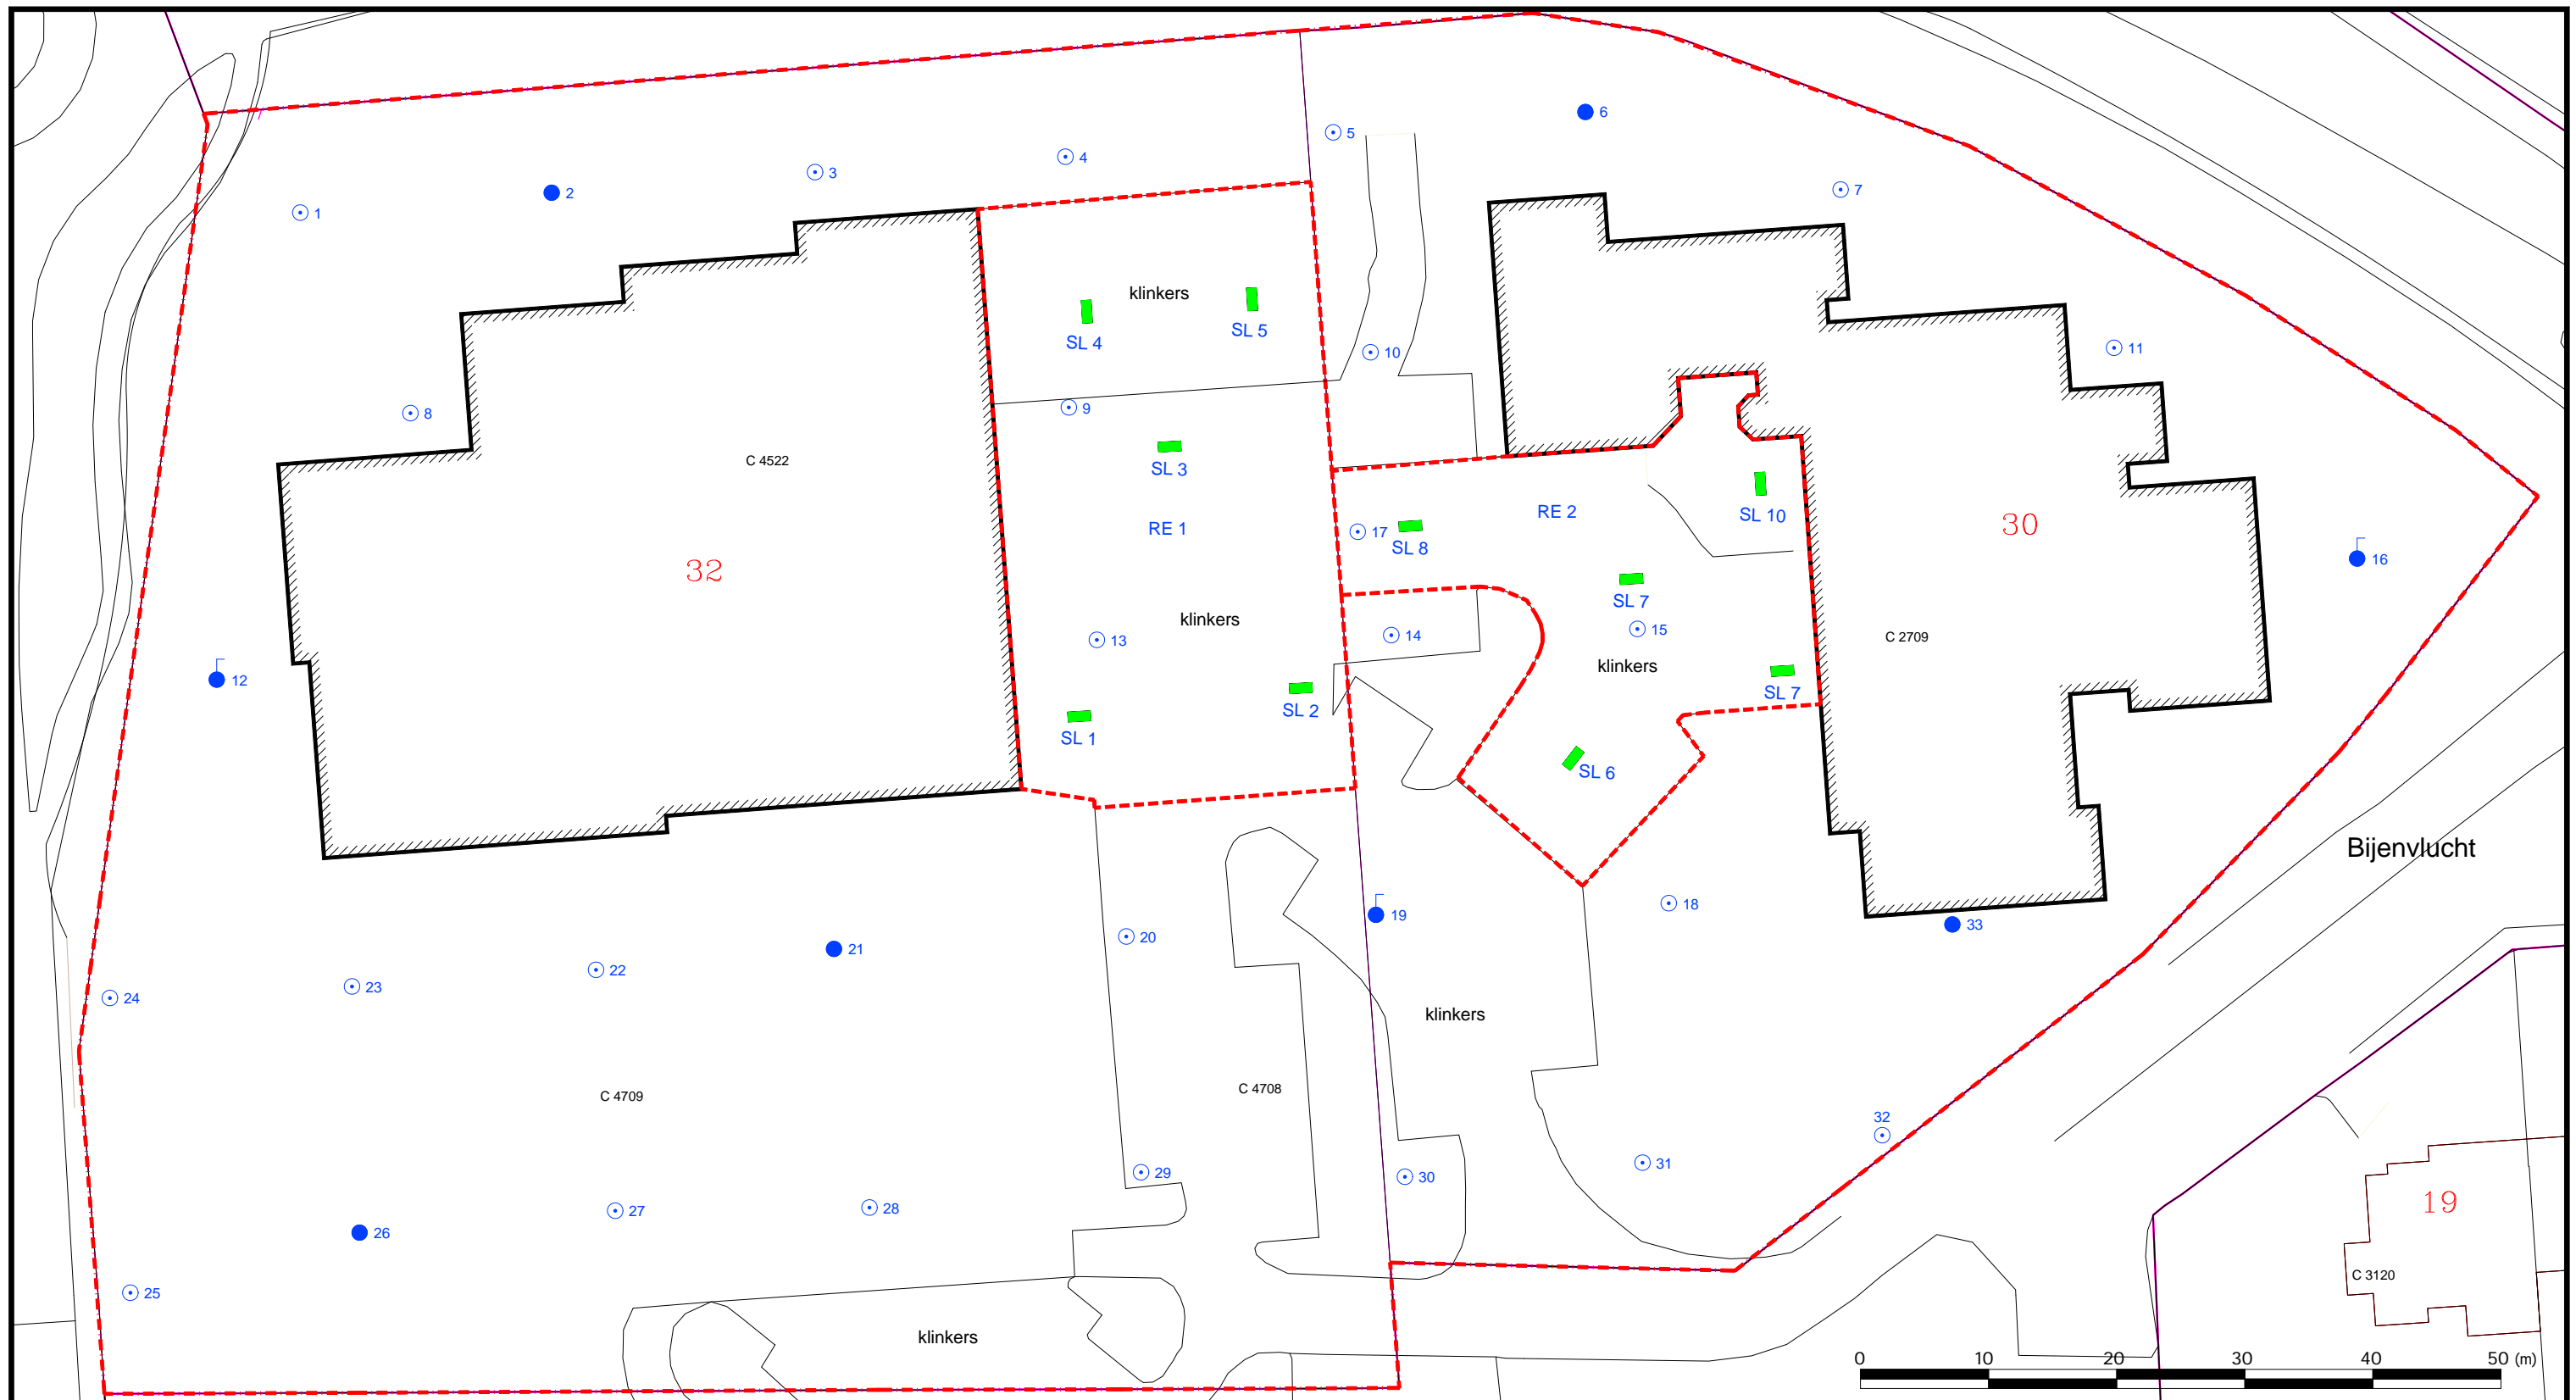 6
5
4
3
7
2
1
klinkers
SL 5
SL 4
10
11
9
8
C 4522
SL 3
SL 10
RE 2
RE 1
30
17
SL 8
16
32
SL 7
klinkers
15
14
13
C 2709
klinkers
12
SL 7
SL 2
SL 1
SL 6
Bijenvlucht
18
19
33
20
21
22
23
24
klinkers
C 4708
C 4709
32
31
29
30
19
28
27
26
C 3120
25
klinkers
0 10 20 30 40 50 (m)